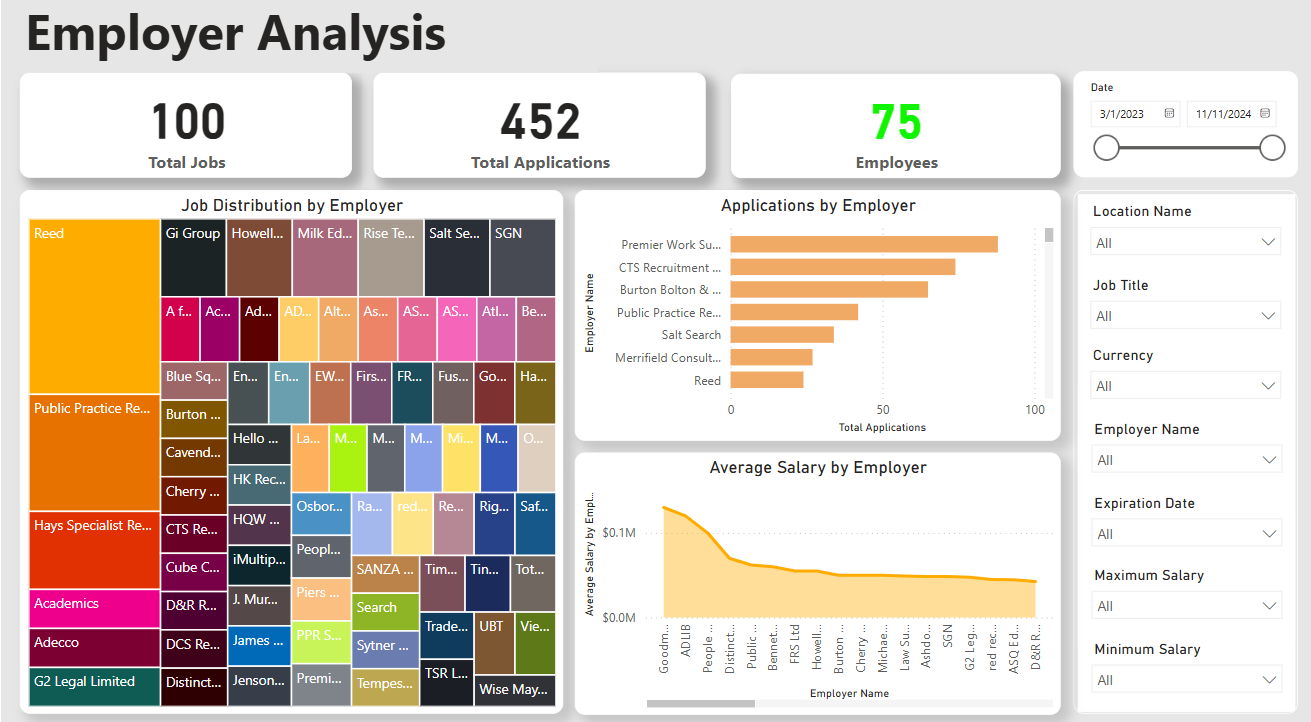 Employer Analysis
100
Total Jobs
452
Total Applications
75
Employees
Date
3/1/2023
11/11/2024
Job Distribution by Employer
Reed
Public Practice Re...
Hays Specialist Re...
Academics
Adecco
G2 Legal Limited
Gi Group
Howell...
Milk Ed...
Rise Te...
Salt Se...
SGN
A f...
Ac...
Ad...
AD...
Alt...
As...
AS...
AS...
Atl...
Be...
Blue Sq...
Burton ...
Cavend...
Cherry ...
CTS Re...
Cube C...
D&R R...
DCS Re...
Distinct...
En...
En...
EW...
Firs...
FR...
Fus...
Go...
Ha...
Hello ...
HK Rec...
HQW ...
iMultip...
J. Mur...
James ...
Jenson...
La...
M...
M...
M...
Mi...
M...
O...
Osbor...
Peopl...
Piers ...
PPR S...
Premi...
Ra...
red...
Re...
Rig...
Saf...
SANZA ...
Search
Sytner ...
Tempes...
Tim...
Tin...
Tot...
Trade...
TSR L...
UBT
Vie...
Wise May...
Applications by Employer
Employer Name
Premier Work Su...
CTS Recruitment ...
Burton Bolton & ...
Public Practice Re...
Salt Search
Merrifield Consult...
Reed
0
50
100
Total Applications
Average Salary by Employer
Average Salary by Empl...
$0.1M
$0.0M
Goodm...
ADLIB
People ...
Distinct...
Public ...
Bennet...
FRS Ltd
Howell...
Burton ...
Cherry ...
Michae...
Law Su...
Ashdo...
SGN
G2 Leg...
red rec...
ASQ Ed...
D&R R...
Employer Name
Location Name
All
Job Title
All
Currency
All
Employer Name
All
Expiration Date
All
Maximum Salary
All
Minimum Salary
All